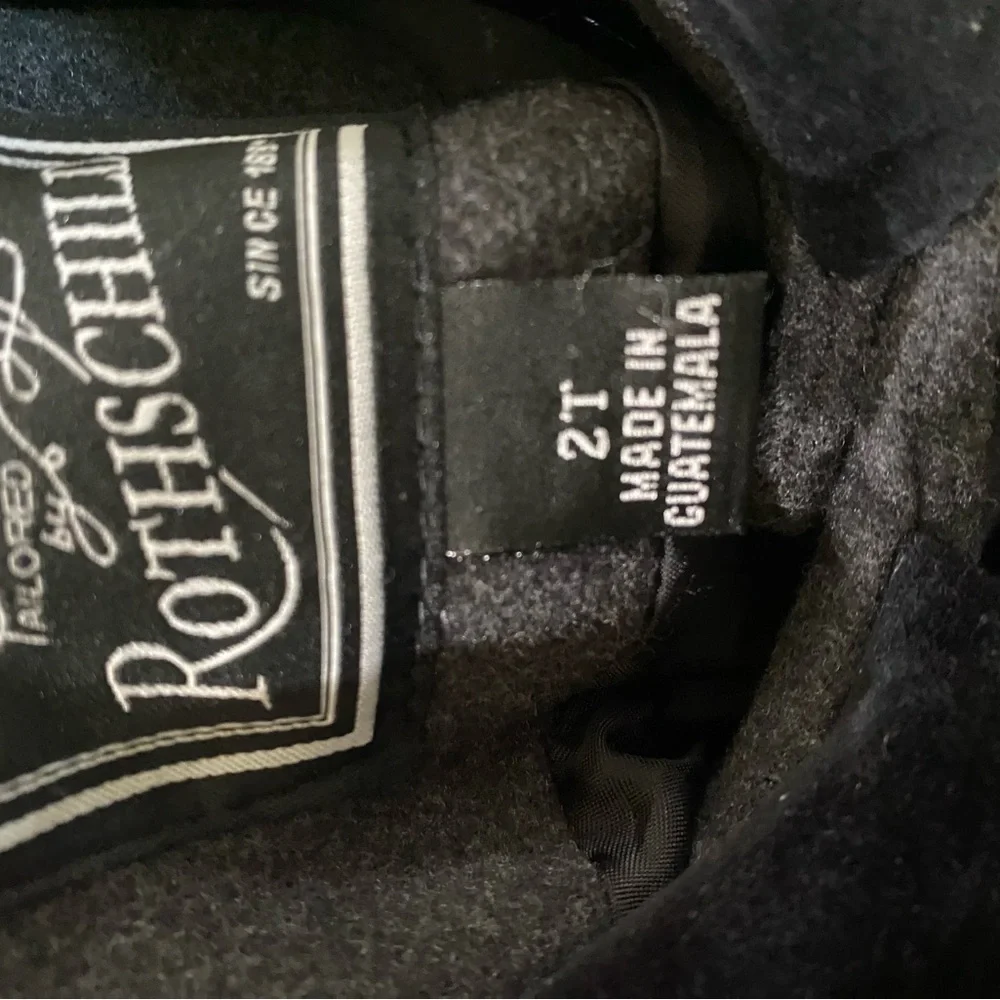 TAILORED
by
ROTHSCHILD
SINCE
2T
MADE IN
GUATEMALA